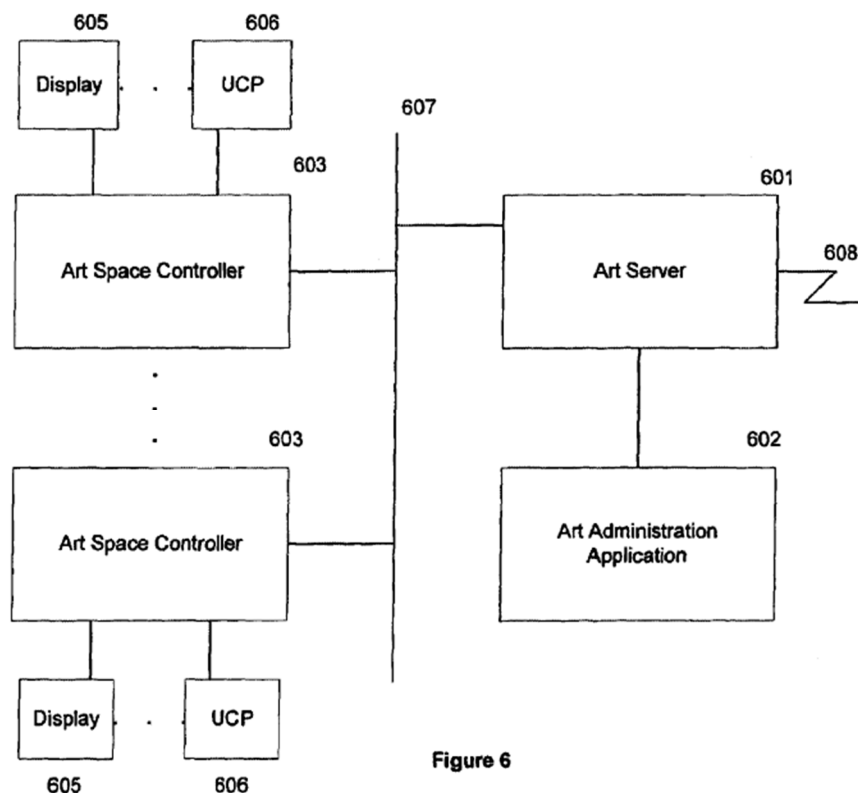 605
606
Display
UCP
607
603
601
Art Space Controller
Art Server
608
603
602
Art Space Controller
Art Administration
Application
Display
UCP
605
606
Figure 6